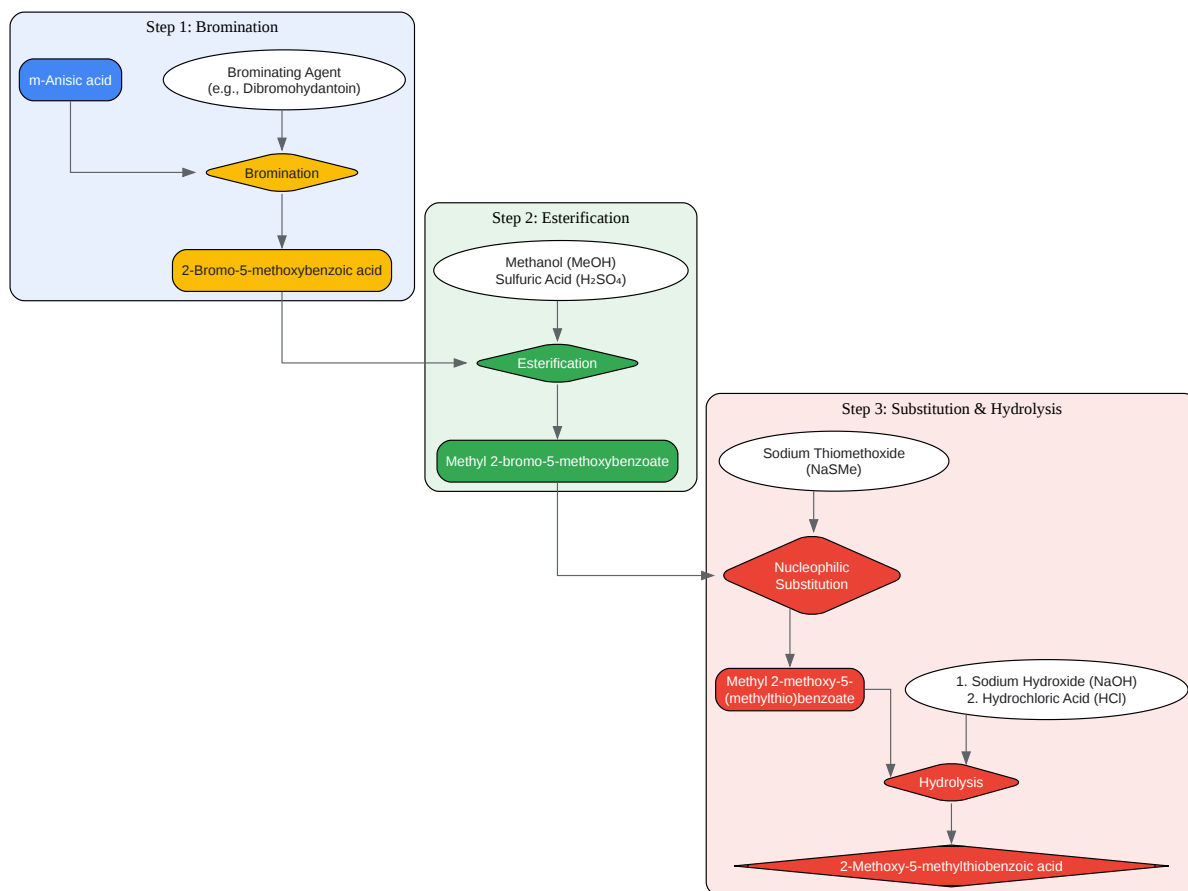 Step 1: Bromination
m-Anisic acid
Brominating Agent
(e.g., Dibromohydantoin)
Bromination
2-Bromo-5-methoxybenzoic acid
Step 2: Esterification
Methanol (MeOH)
Sulfuric Acid (H₂SO₄)
Esterification
Methyl 2-bromo-5-methoxybenzoate
Step 3: Substitution & Hydrolysis
Sodium Thiomethoxide
(NaSMe)
Nucleophilic
Substitution
Methyl 2-methoxy-5-
(methylthio)benzoate
1. Sodium Hydroxide (NaOH)
2. Hydrochloric Acid (HCl)
Hydrolysis
2-Methoxy-5-methylthiobenzoic acid